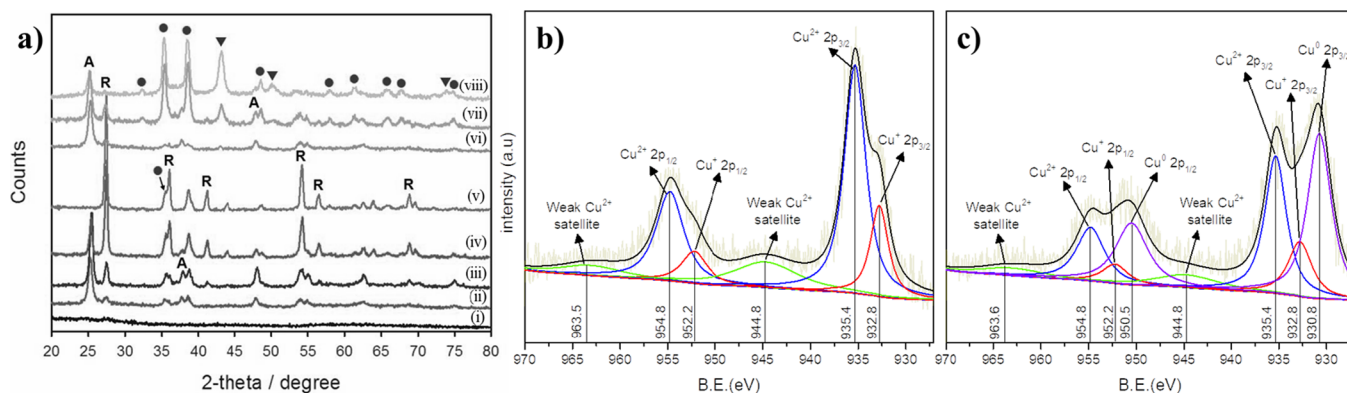 a)
A
R
A
R
R
R
R
A
(viii)
(vii)
(vi)
(v)
(iv)
(iii)
(ii)
(i)
Counts
20 25 30 35 40 45 50 55 60 65 70 75 80
2-theta / degree
b)
Cu2+ 2p3/2
Cu+ 2p3/2
Cu2+ 2p1/2
Cu+ 2p1/2
Weak Cu2+
satellite
Weak Cu2+
satellite
intensity (a.u)
963.5
954.8
952.2
944.8
935.4
932.8
970 965 960 955 950 945 940 935 930
B.E.(eV)
c)
Cu0 2p3/2
Cu2+ 2p3/2
Cu+ 2p3/2
Cu+ 2p1/2
Cu0 2p1/2
Cu2+ 2p1/2
Weak Cu2+
satellite
Weak Cu2+
satellite
963.6
954.8
952.2
950.5
944.8
935.4
932.8
930.8
970 965 960 955 950 945 940 935 930
B.E.(eV)